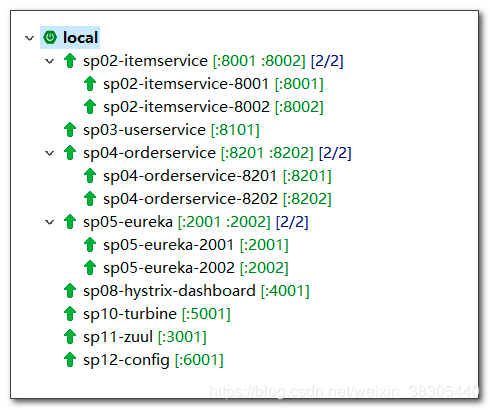 local
sp02-itemservice [:8001 :8002] [2/2]
sp02-itemservice-8001 [:8001]
sp02-itemservice-8002 [:8002]
sp03-userservice [:8101]
sp04-orderservice [:8201 :8202] [2/2]
sp04-orderservice-8201 [:8201]
sp04-orderservice-8202 [:8202]
sp05-eureka [:2001 :2002] [2/2]
sp05-eureka-2001 [:2001]
sp05-eureka-2002 [:2002]
sp08-hystrix-dashboard [:4001]
sp10-turbine [:5001]
sp11-zuul [:3001]
sp12-config [:6001]
https://blog.csdn.net/weixin_38305440